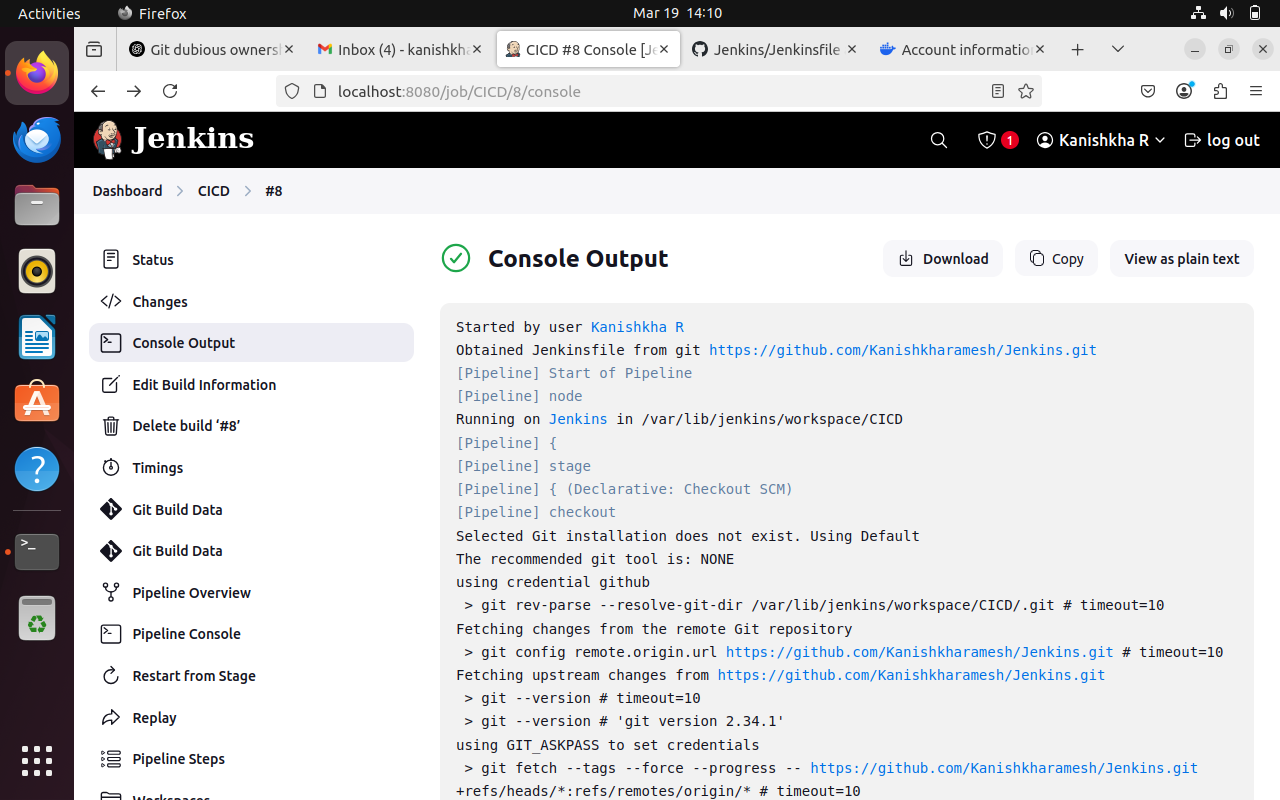 Activities
Firefox
Mar 19 14:10
Git dubious owners
Inbox (4) - kanishkh
CICD #8 Console [Je
Jenkins/Jenkinsfile
Account informatio
localhost:8080/job/CICD/8/console
Jenkins
1
Kanishkha R
log out
Dashboard
CICD
#8
Status
Changes
Console Output
Edit Build Information
Delete build ‘#8’
Timings
Git Build Data
Git Build Data
Pipeline Overview
Pipeline Console
Restart from Stage
Replay
Pipeline Steps
Workspaces
Console Output
Download
Copy
View as plain text
Started by user Kanishkha R
Obtained Jenkinsfile from git https://github.com/Kanishkharamesh/Jenkins.git
[Pipeline] Start of Pipeline
[Pipeline] node
Running on Jenkins in /var/lib/jenkins/workspace/CICD
[Pipeline] {
[Pipeline] stage
[Pipeline] { (Declarative: Checkout SCM)
[Pipeline] checkout
Selected Git installation does not exist. Using Default
The recommended git tool is: NONE
using credential github
> git rev-parse --resolve-git-dir /var/lib/jenkins/workspace/CICD/.git # timeout=10
Fetching changes from the remote Git repository
> git config remote.origin.url https://github.com/Kanishkharamesh/Jenkins.git # timeout=10
Fetching upstream changes from https://github.com/Kanishkharamesh/Jenkins.git
> git --version # timeout=10
> git --version # 'git version 2.34.1'
using GIT_ASKPASS to set credentials
> git fetch --tags --force --progress -- https://github.com/Kanishkharamesh/Jenkins.git
+refs/heads/*:refs/remotes/origin/* # timeout=10